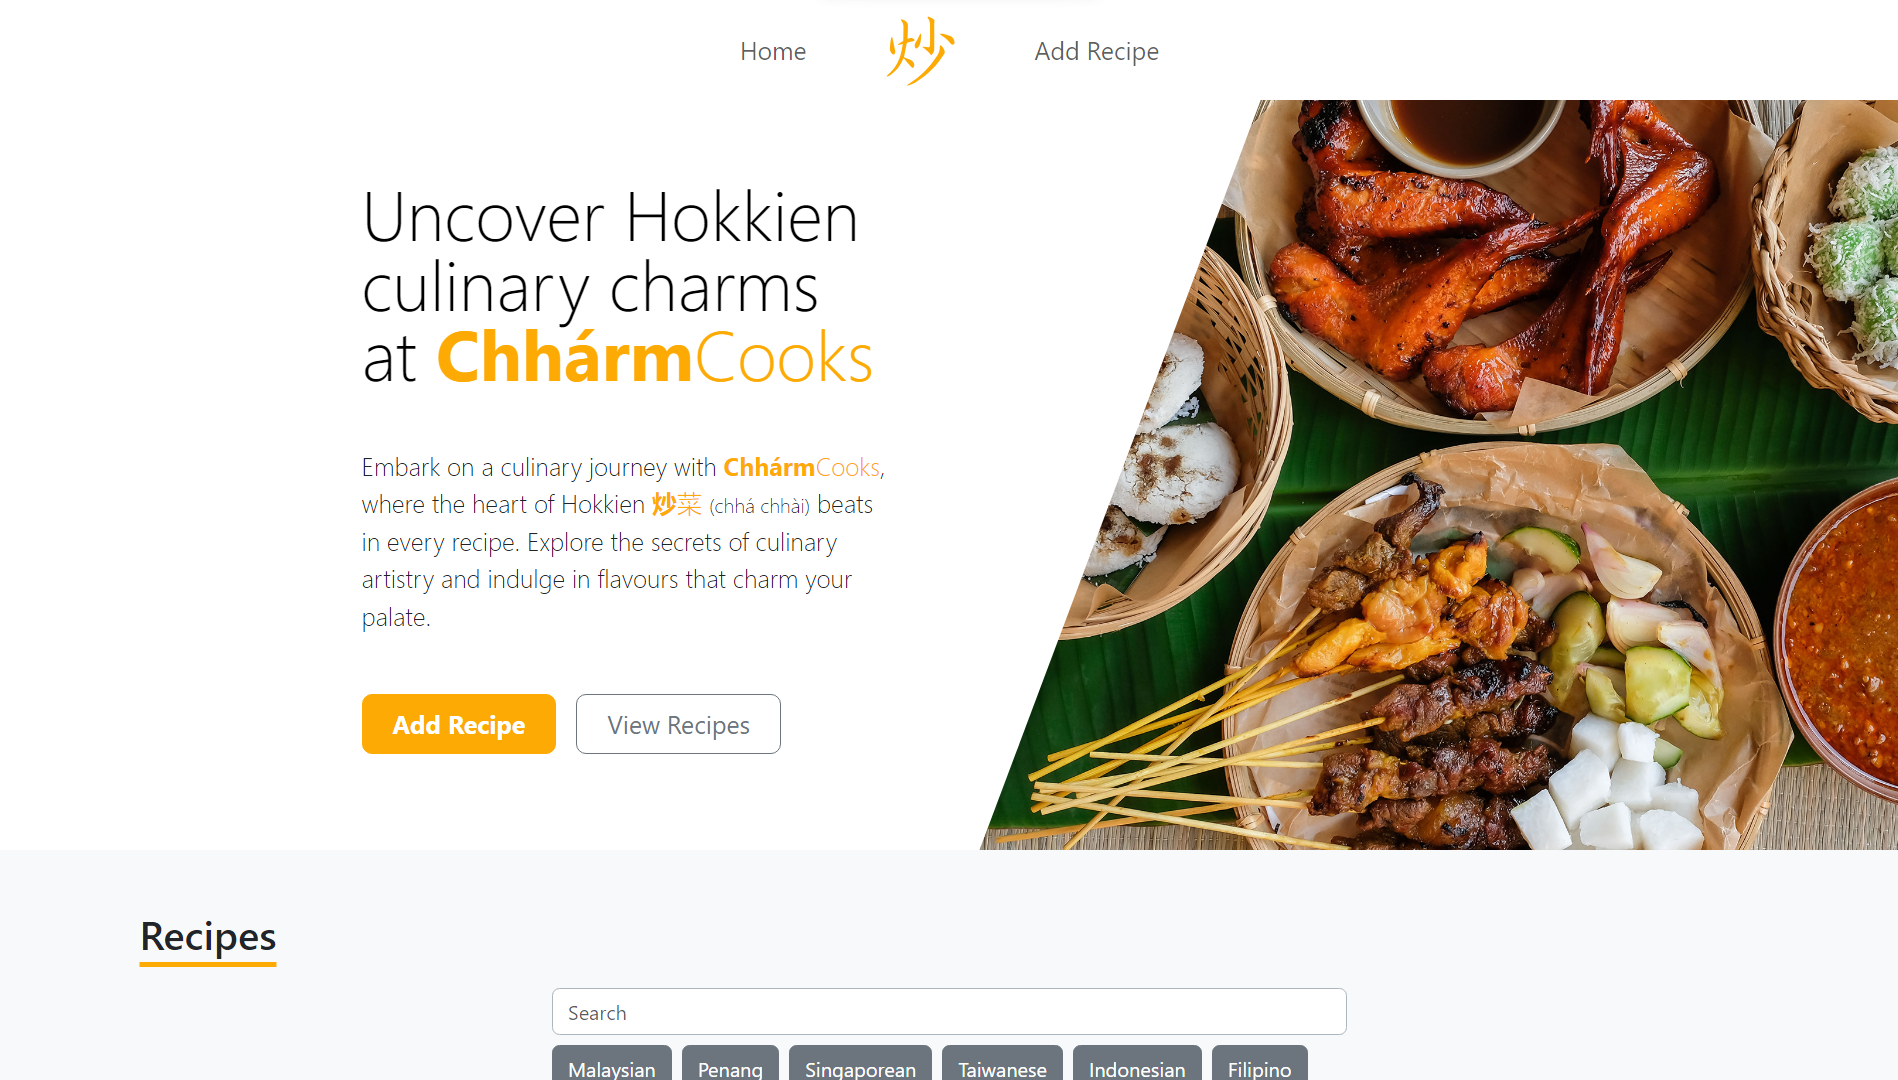 Home 炒 Add Recipe
Uncover Hokkien
culinary charms
at ChhármCooks
Embark on a culinary journey with ChhármCooks,
where the heart of Hokkien 炒菜 (chhá chhài) beats
in every recipe. Explore the secrets of culinary
artistry and indulge in flavours that charm your
palate.
Add Recipe View Recipes
Recipes
Search
Malaysian Penang Singaporean Taiwanese Indonesian Filipino